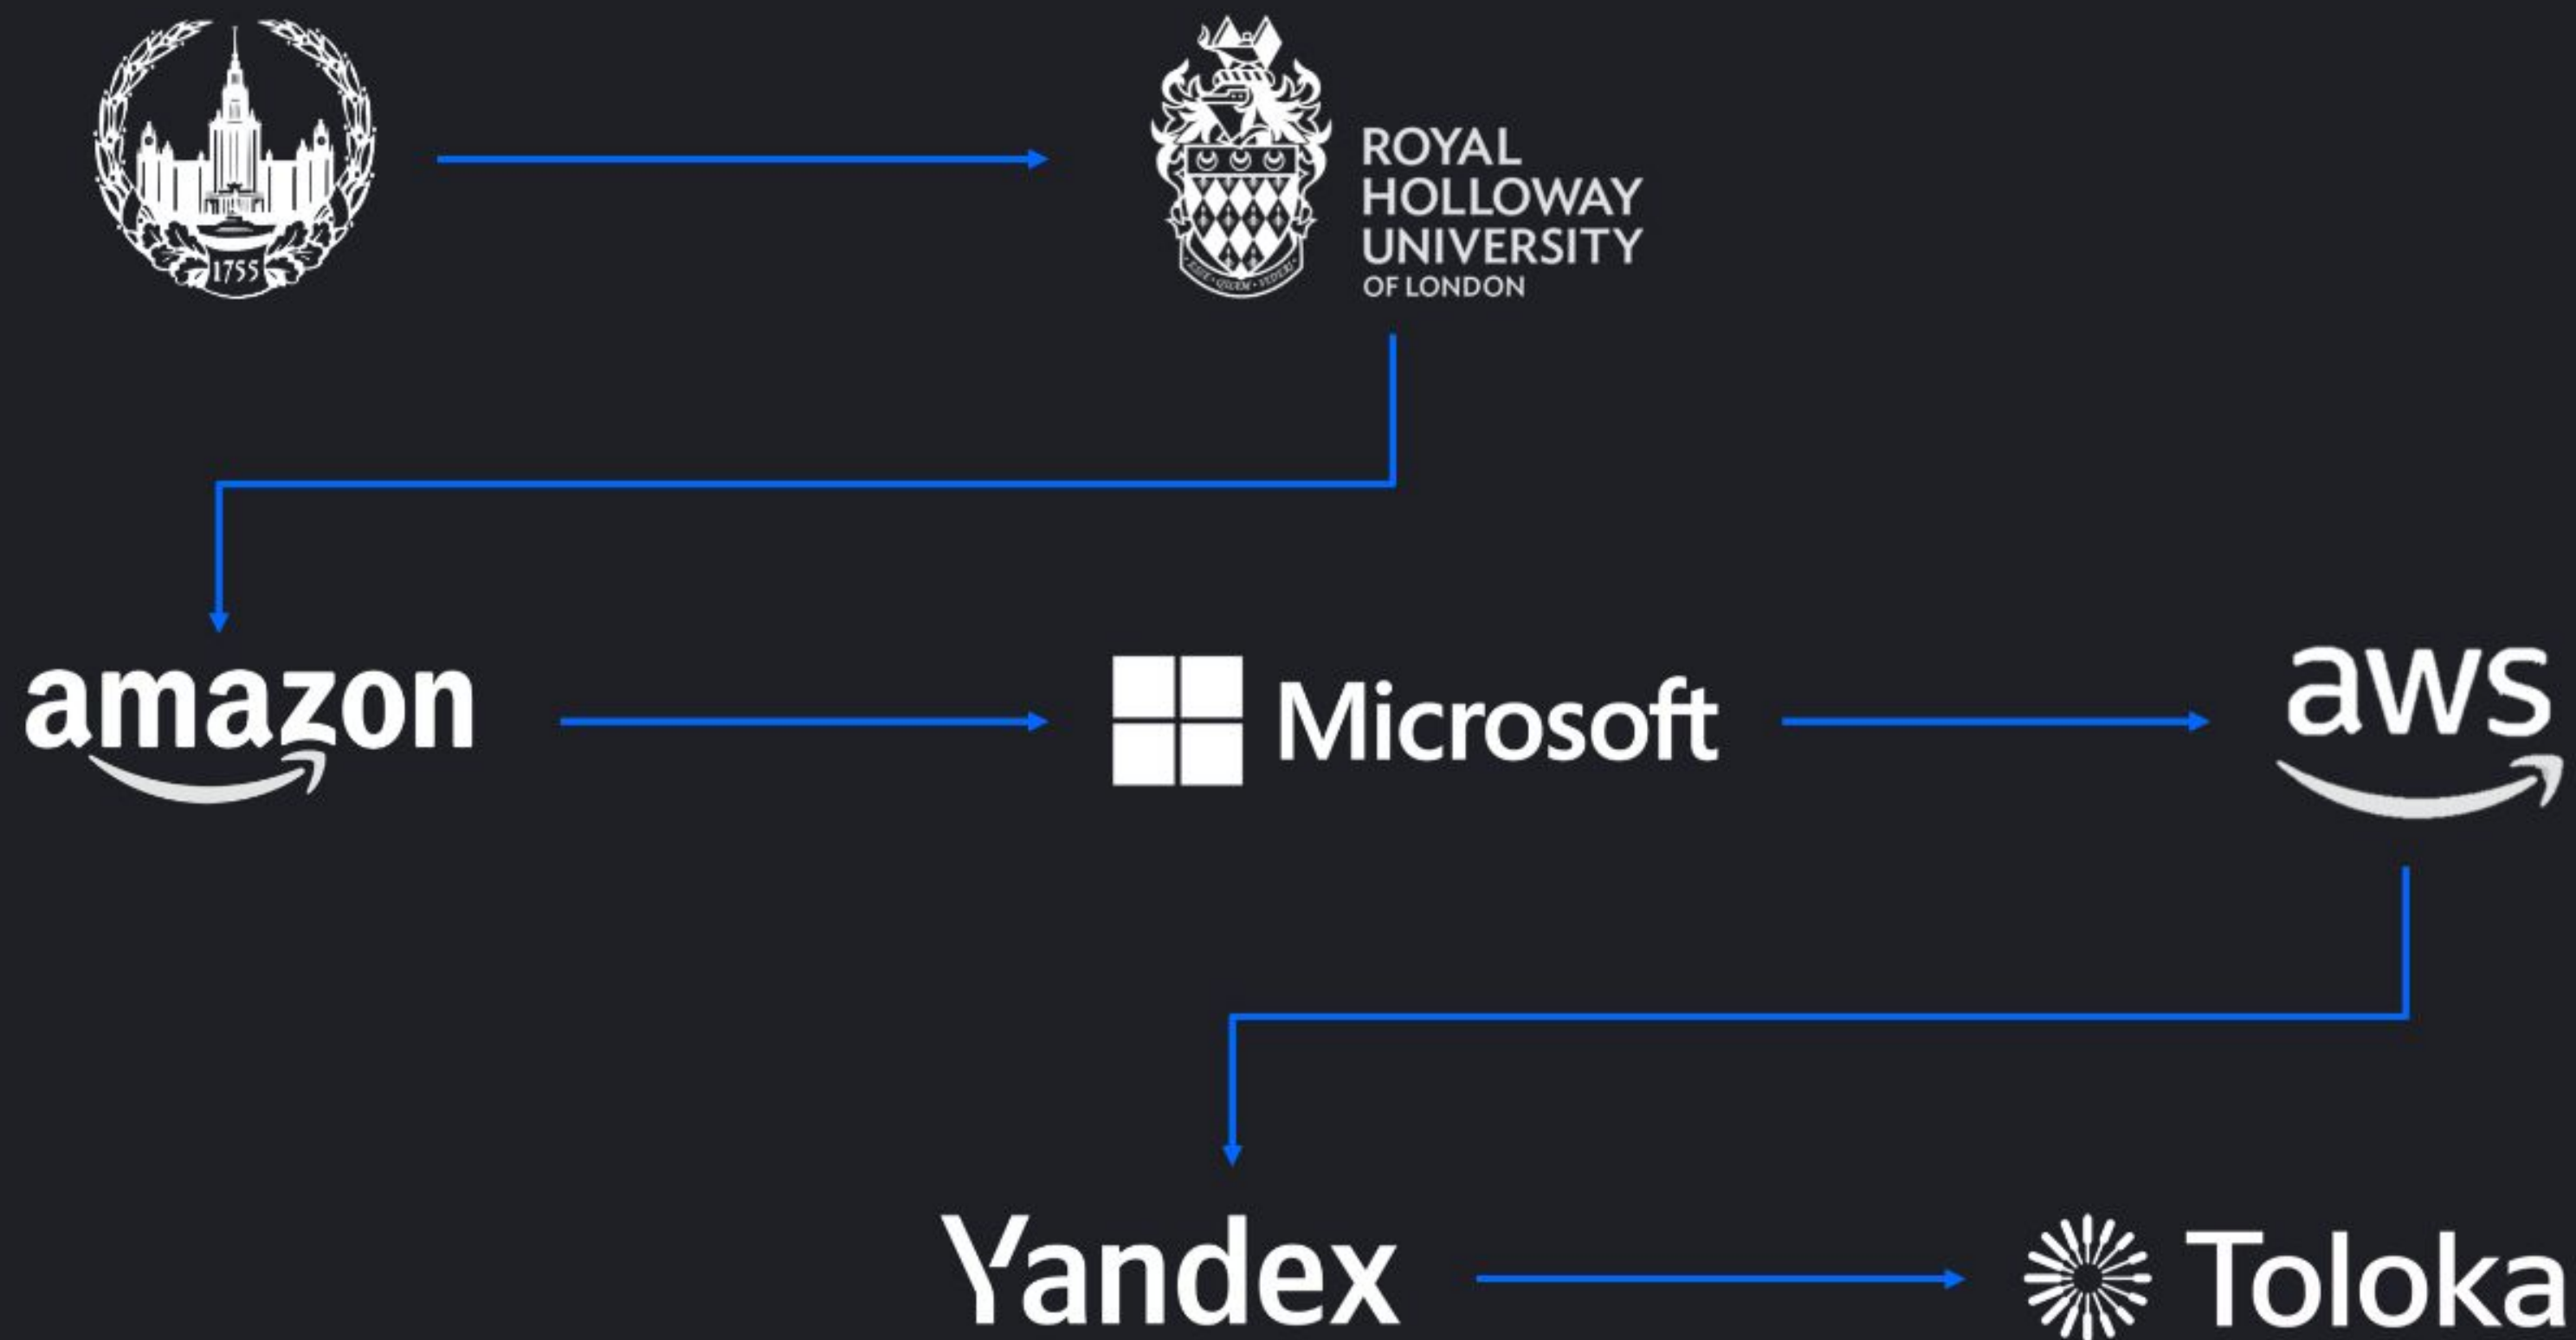 1755
ROYAL
HOLLOWAY
UNIVERSITY
OF LONDON
amazon
Microsoft
aws
Yandex
Toloka